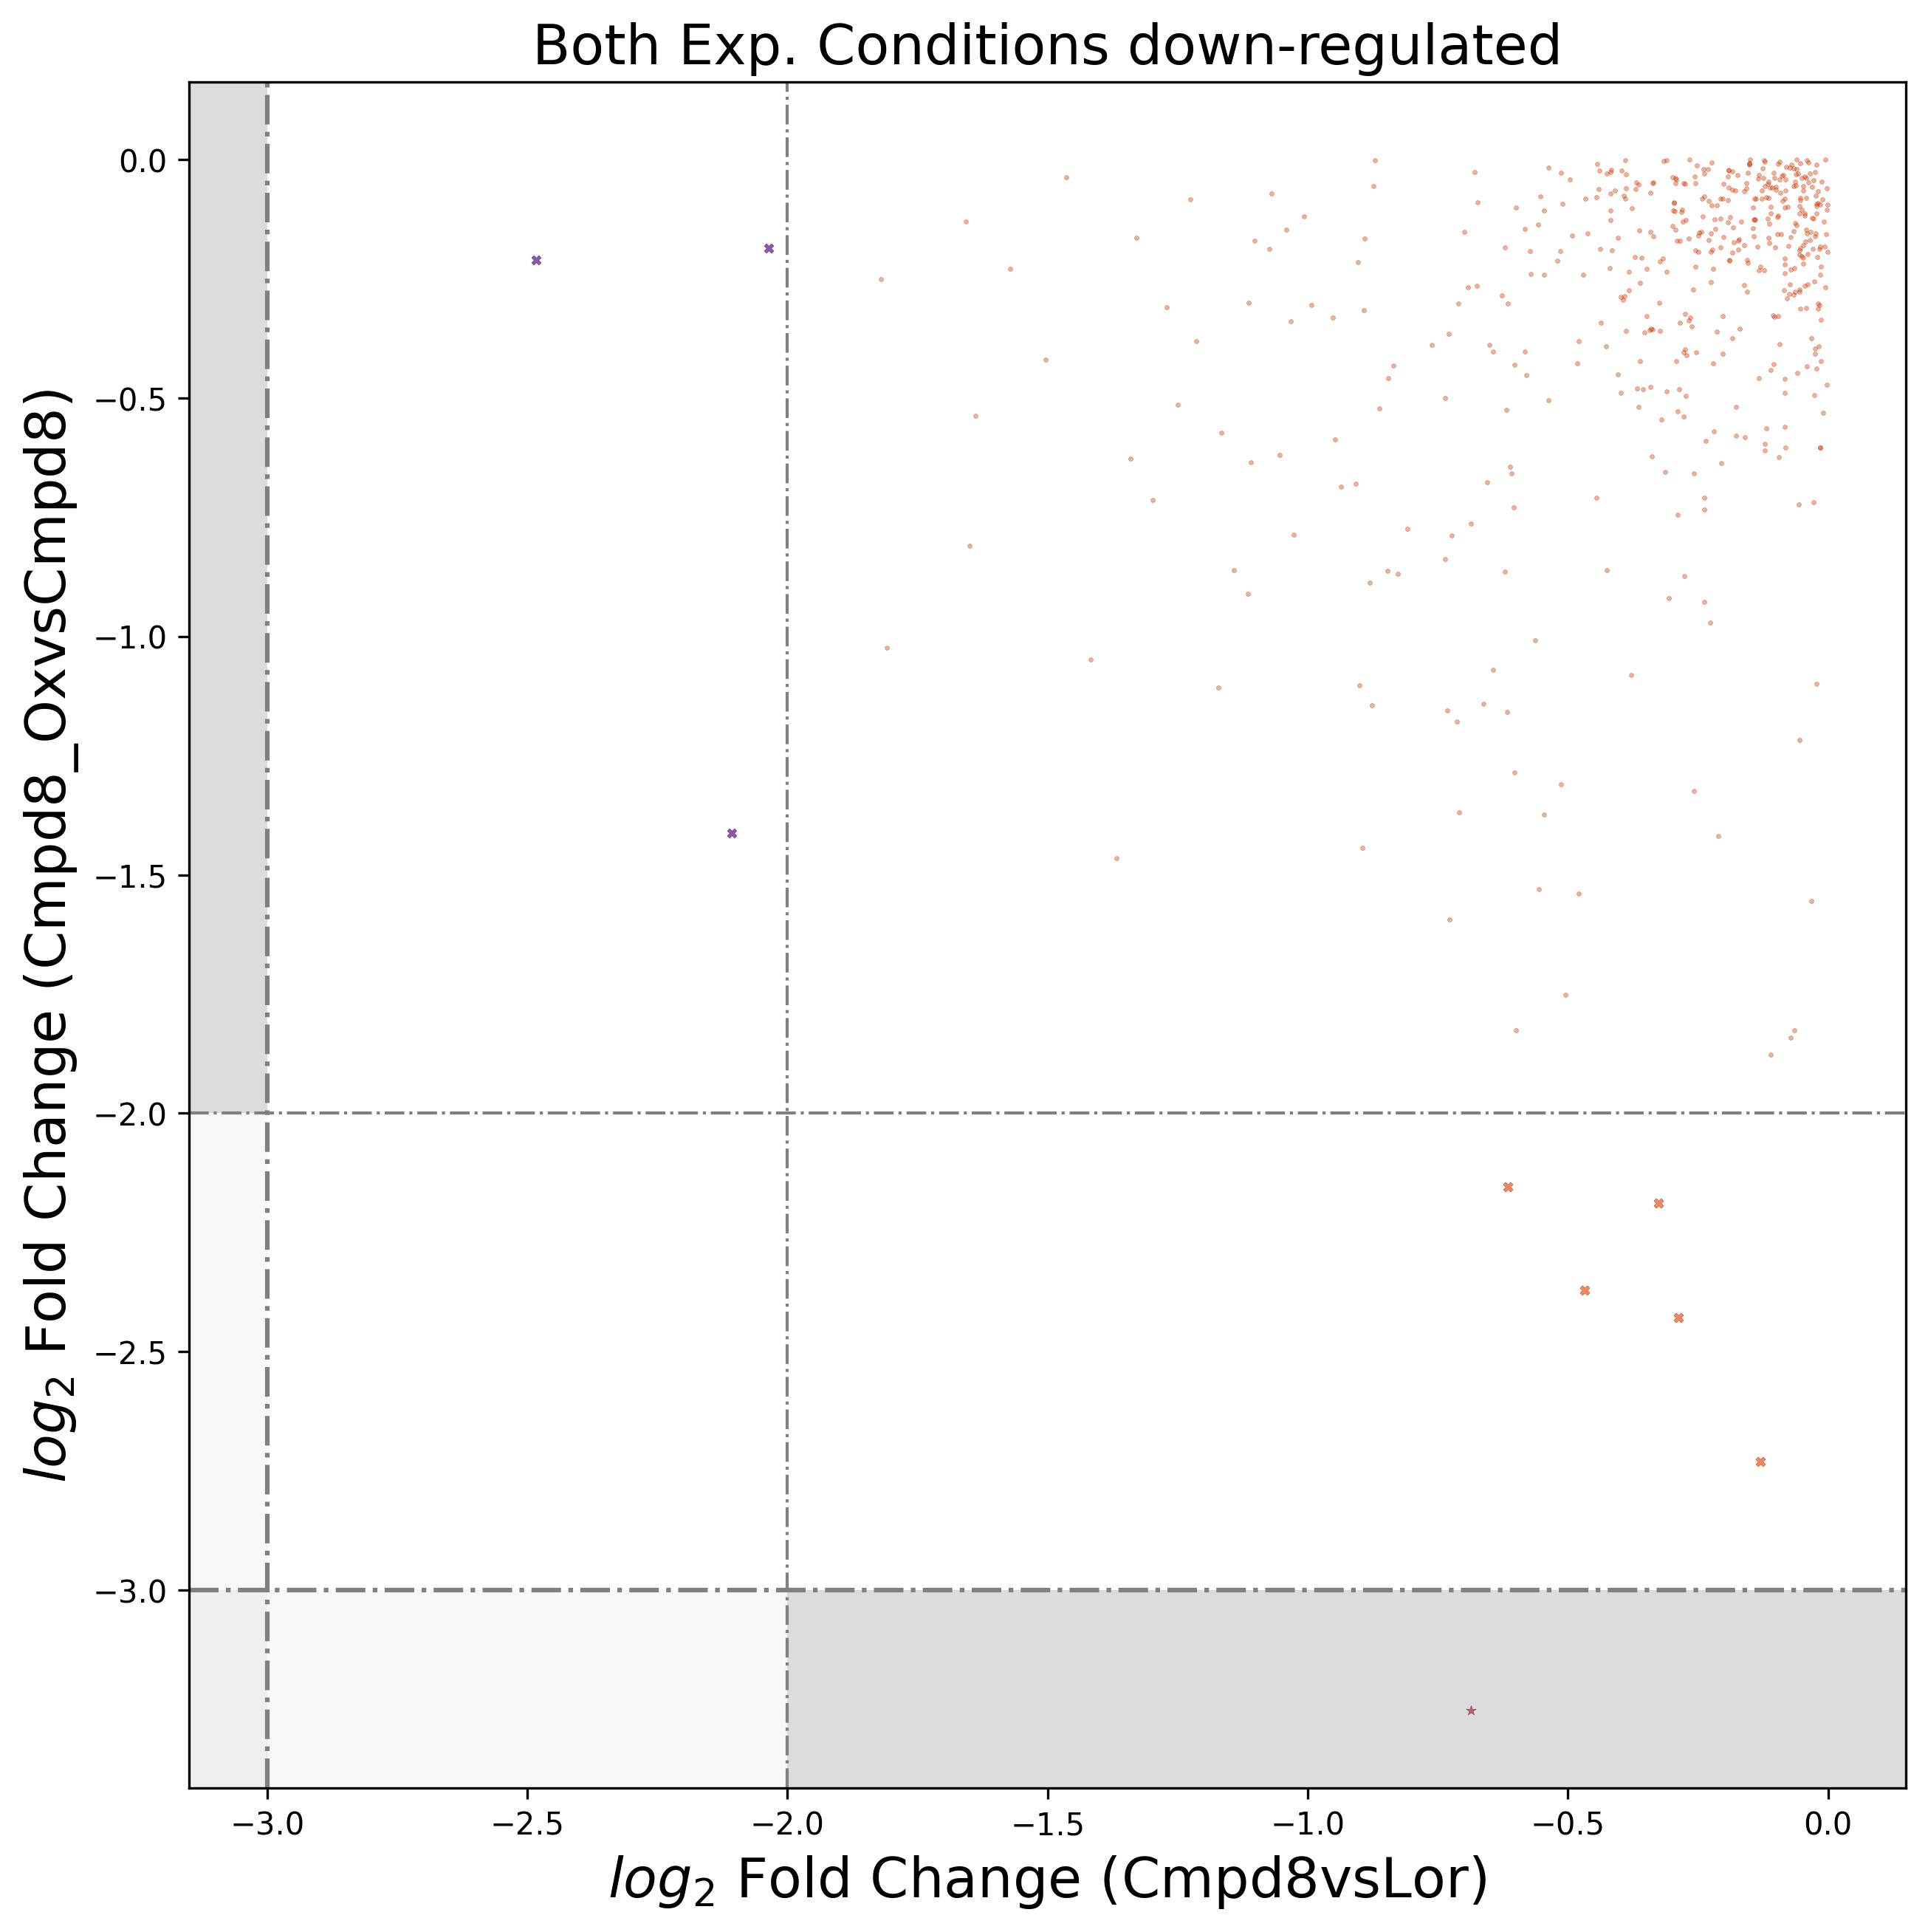 Both Exp. Conditions down-regulated
log2 Fold Change (Cmpd8_OxvsCmpd8)
0.0
−0.5
−1.0
−1.5
−2.0
−2.5
−3.0
−3.0 −2.5 −2.0 −1.5 −1.0 −0.5 0.0
log2 Fold Change (Cmpd8vsLor)